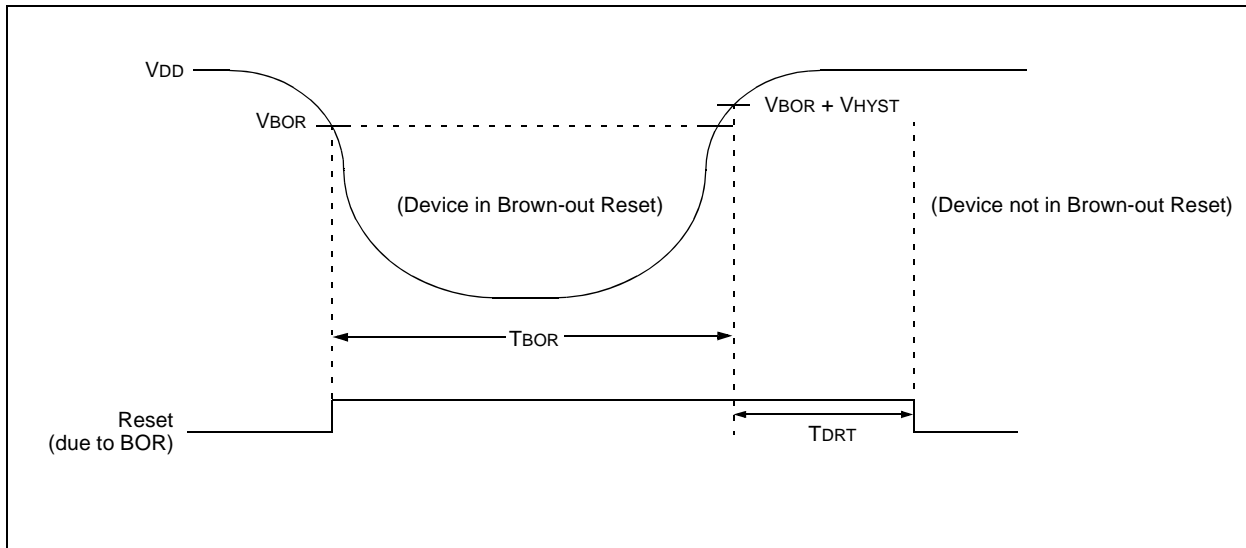 VDD
VBOR + VHYST
VBOR
(Device in Brown-out Reset)
(Device not in Brown-out Reset)
TBOR
Reset
(due to BOR)
TDRT